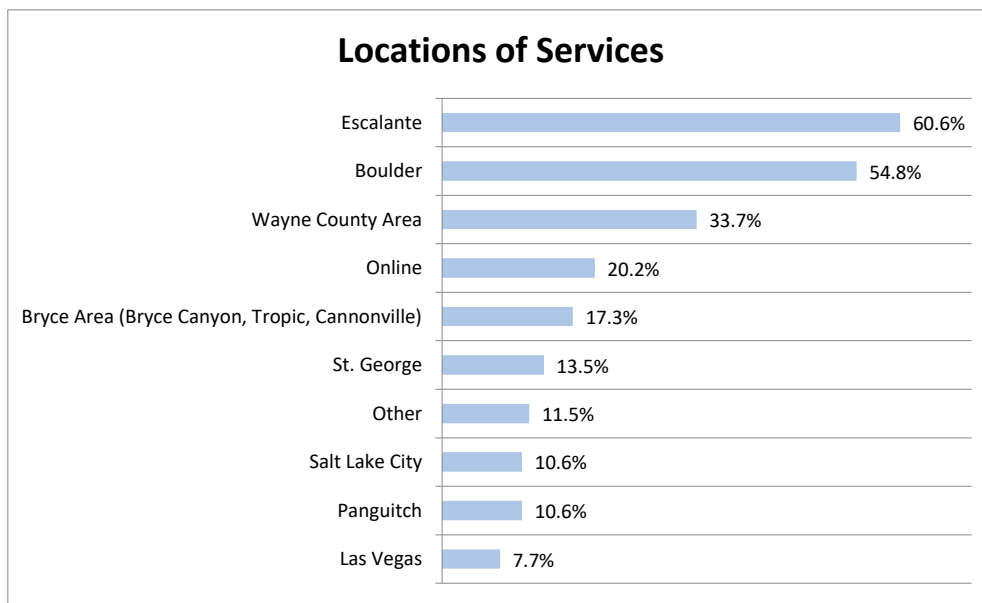 Locations of Services
Escalante 60.6%
Boulder 54.8%
Wayne County Area 33.7%
Online 20.2%
Bryce Area (Bryce Canyon, Tropic, Cannonville) 17.3%
St. George 13.5%
Other 11.5%
Salt Lake City 10.6%
Panguitch 10.6%
Las Vegas 7.7%